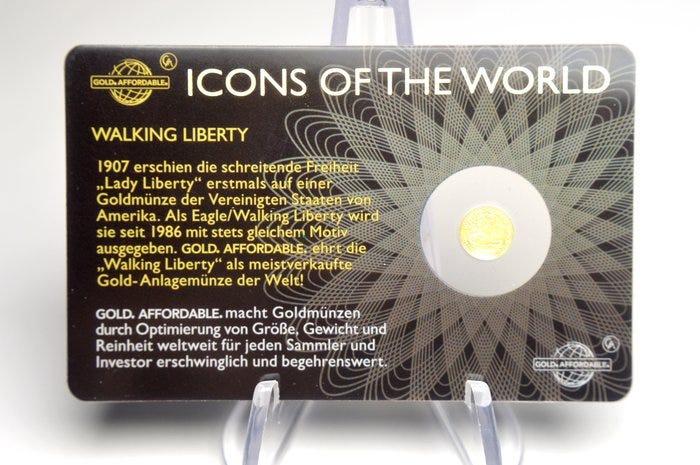 GOLD. AFFORDABLE.
GA
ICONS OF THE WORLD
WALKING LIBERTY
1907 erschien die schreitende Freiheit
„Lady Liberty“ erstmals auf einer
Goldmünze der Vereinigten Staaten von
Amerika. Als Eagle/Walking Liberty wird
sie seit 1986 mit stets gleichem Motiv
ausgegeben. GOLD. AFFORDABLE. ehrt die
„Walking Liberty“ als meistverkaufte
Gold-Anlagemünze der Welt!
GOLD. AFFORDABLE. macht Goldmünzen
durch Optimierung von Größe, Gewicht und
Reinheit weltweit für jeden Sammler und
Investor erschwinglich und begehrenswert.
GOLD. AFFORDABLE.
GA